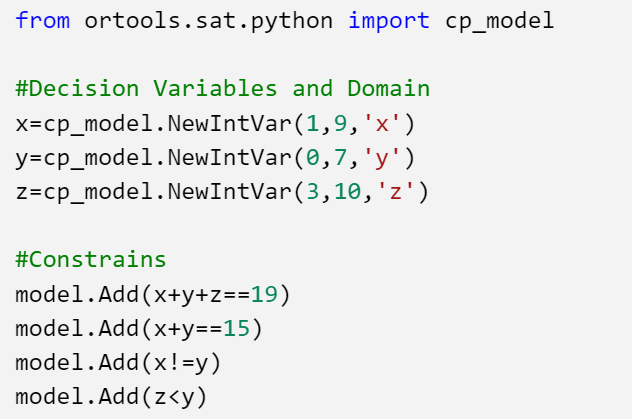 from ortools.sat.python import cp_model
#Decision Variables and Domain
x=cp_model.NewIntVar(1,9,'x')
y=cp_model.NewIntVar(0,7,'y')
z=cp_model.NewIntVar(3,10,'z')
#Constrains
model.Add(x+y+z==19)
model.Add(x+y==15)
model.Add(x!=y)
model.Add(z<y)